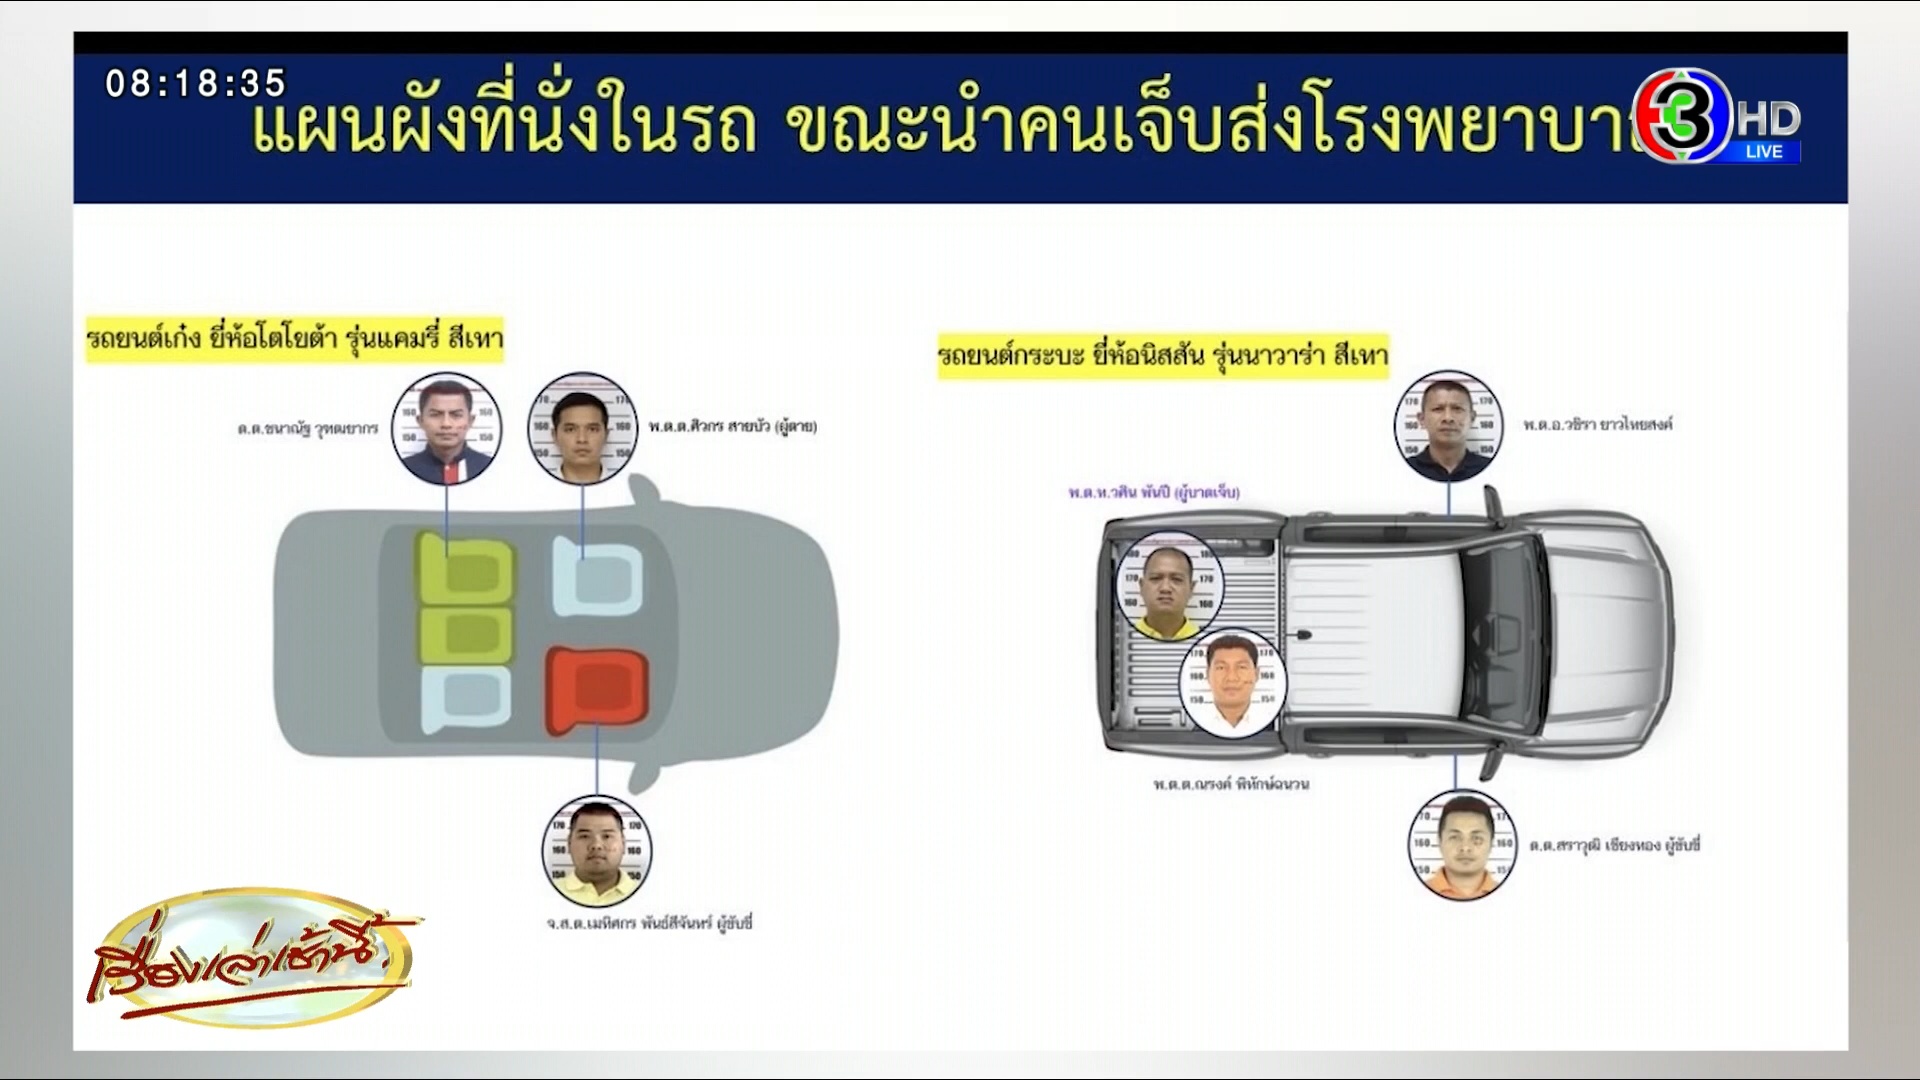 08:18:35
แผนผังที่นั่งในรถ ขณะนำคนเจ็บส่งโรงพยาบาล
3 HD
LIVE
รถยนต์เก๋ง ยี่ห้อโตโยต้า รุ่นแคมรี่ สีเทา
ด.ต.ธนาณัฐ วุฑฒยากร
พ.ต.ต.ศิวกร สายบัว (ผู้ตาย)
จ.ส.ต.เมทิศกร พันธ์สีจันทร์ ผู้ขับขี่
รถยนต์กระบะ ยี่ห้อนิสสัน รุ่นนาวาร่า สีเทา
พ.ต.อ.วชิรา ยาวไทยสงค์
พ.ต.ท.วศิน พันปี (ผู้บาดเจ็บ)
พ.ต.ต.ณรงค์ พิทักษ์ฉนวน
ด.ต.สราวุฒิ เชียงทอง ผู้ขับขี่
เรื่องเล่าเช้านี้